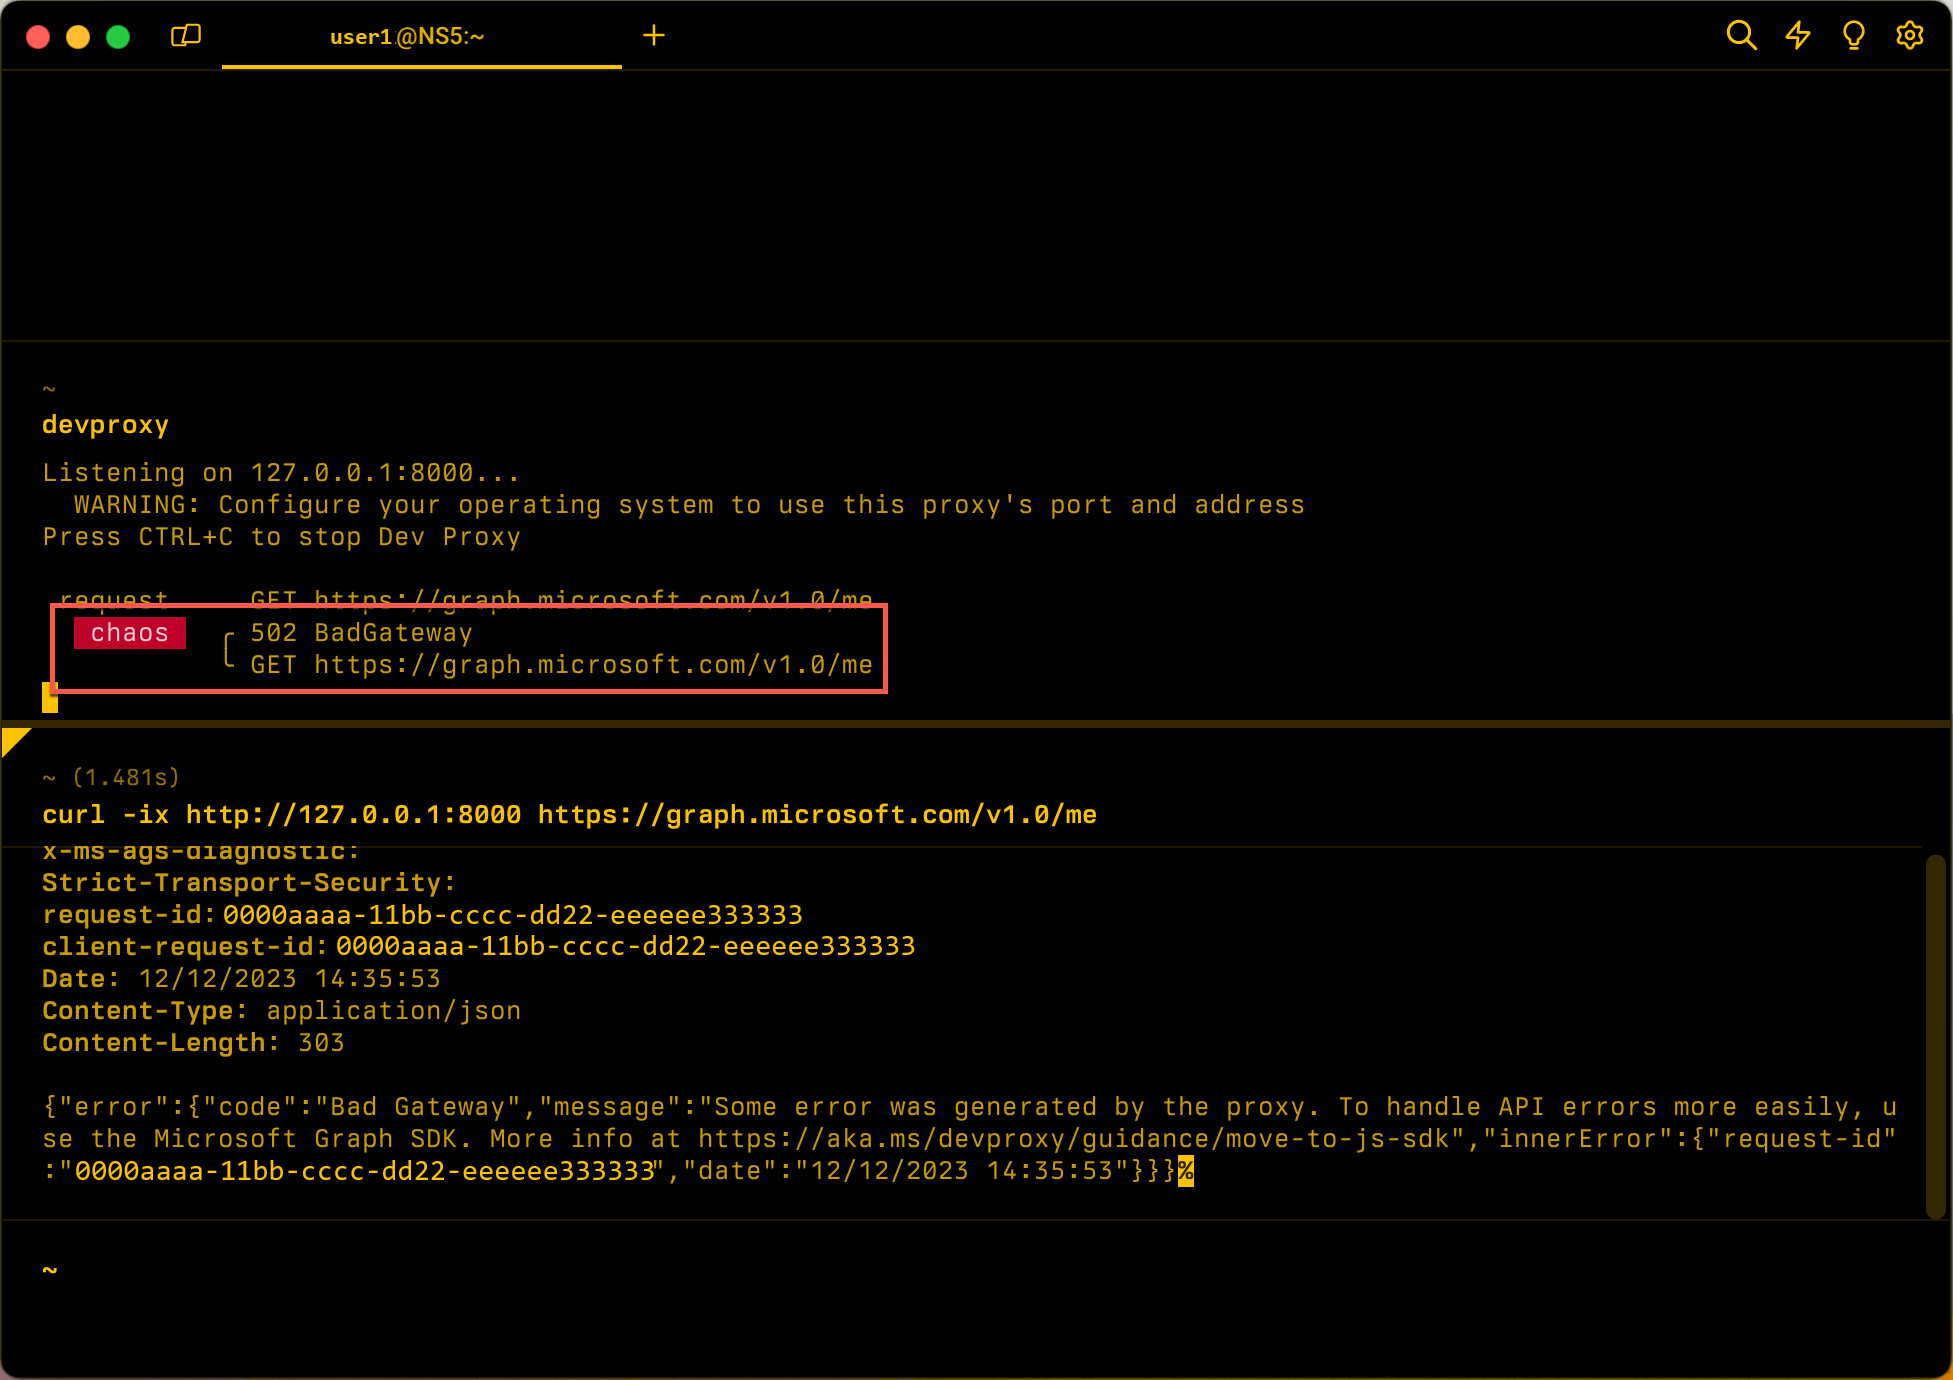 user1@NS5:~
~
devproxy
Listening on 127.0.0.1:8000...
WARNING: Configure your operating system to use this proxy's port and address
Press CTRL+C to stop Dev Proxy
request GET https://graph.microsoft.com/v1.0/me
chaos 502 BadGateway
GET https://graph.microsoft.com/v1.0/me
~ (1.481s)
curl -ix http://127.0.0.1:8000 https://graph.microsoft.com/v1.0/me
x-ms-ags-diagnostic:
Strict-Transport-Security:
request-id: 0000aaaa-11bb-cccc-dd22-eeeeee333333
client-request-id: 0000aaaa-11bb-cccc-dd22-eeeeee333333
Date: 12/12/2023 14:35:53
Content-Type: application/json
Content-Length: 303
{"error":{"code":"Bad Gateway","message":"Some error was generated by the proxy. To handle API errors more easily, u
se the Microsoft Graph SDK. More info at https://aka.ms/devproxy/guidance/move-to-js-sdk","innerError":{"request-id"
:"0000aaaa-11bb-cccc-dd22-eeeeee333333","date":"12/12/2023 14:35:53"}}}%
~